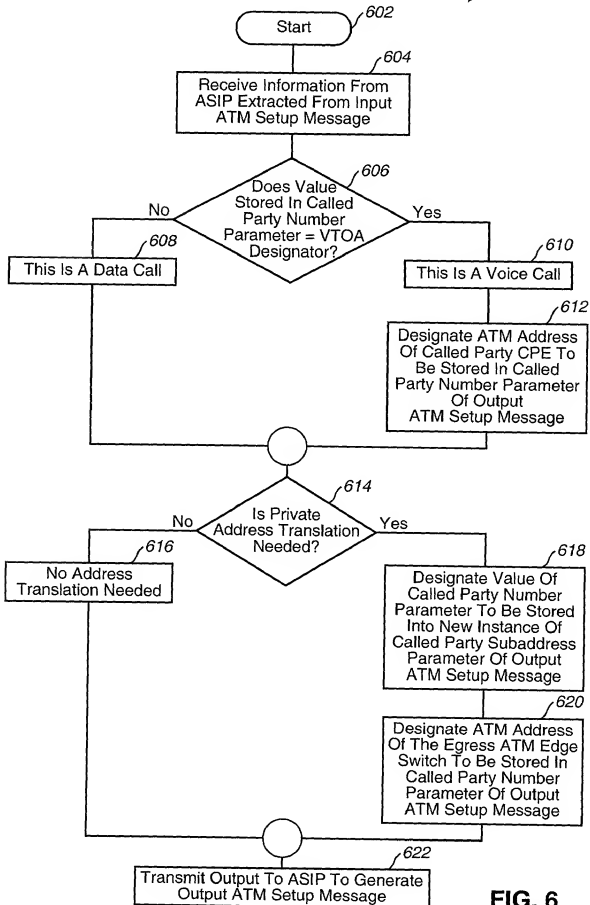 602
Start
604
Receive Information From
ASIP Extracted From Input
ATM Setup Message
606
Does Value
Stored In Called
Party Number
Parameter = VTOA
Designator?
No
Yes
608
This Is A Data Call
610
This Is A Voice Call
612
Designate ATM Address
Of Called Party CPE To
Be Stored In Called
Party Number Parameter
Of Output
ATM Setup Message
614
Is Private
Address Translation
Needed?
No
Yes
616
No Address
Translation Needed
618
Designate Value Of
Called Party Number
Parameter To Be Stored
Into New Instance Of
Called Party Subaddress
Parameter Of Output
ATM Setup Message
620
Designate ATM Address
Of The Egress ATM Edge
Switch To Be Stored In
Called Party Number
Parameter Of Output
ATM Setup Message
622
Transmit Output To ASIP To Generate
Output ATM Setup Message
FIG. 6